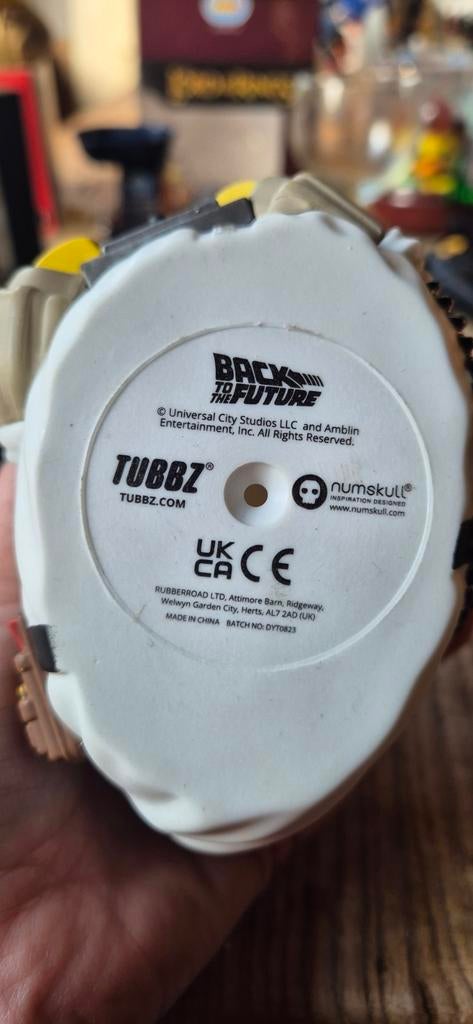 BACK
TO THE FUTURE
© Universal City Studios LLC and Amblin
Entertainment, Inc. All Rights Reserved.
TUBBZ®
TUBBZ.COM
numskull®
INSPIRATION DESIGNED
www.numskull.com
UK
CA CE
RUBBERROAD LTD, Attimore Barn, Ridgeway,
Welwyn Garden City, Herts, AL7 2AD (UK)
MADE IN CHINA BATCH NO: DYT0823